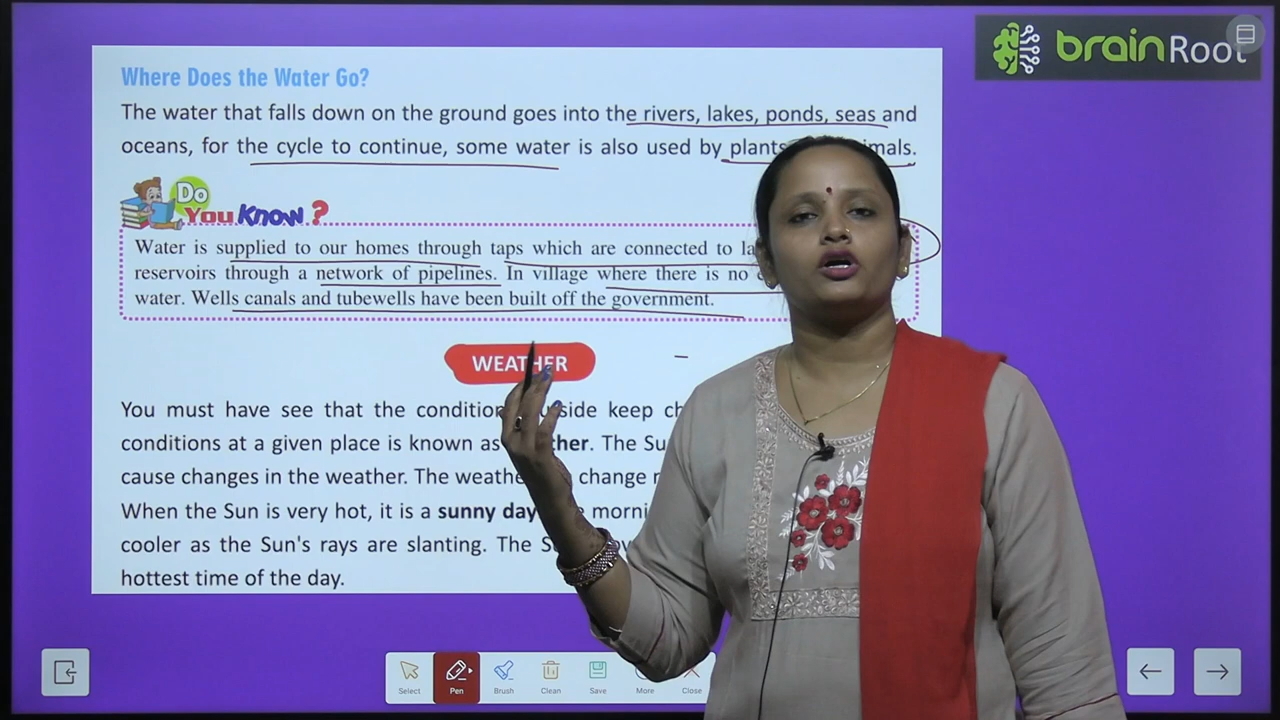 brainRoot
Where Does the Water Go?
The water that falls down on the ground goes into the rivers, lakes, ponds, seas and
oceans, for the cycle to continue, some water is also used by plants
Do
You Know?
Water is supplied to our homes through taps which are connected to
reservoirs through a network of pipelines. In village where there is no
water. Wells canals and tubewells have been built off the government.
WEATHER
You must have see that the condition keep
conditions at a given place is known as The
cause changes in the weather. The change
When the Sun is very hot, it is a sunny day
cooler as the Sun's rays are slanting. The
hottest time of the day.
Select Pen Brush Clean Save More Close